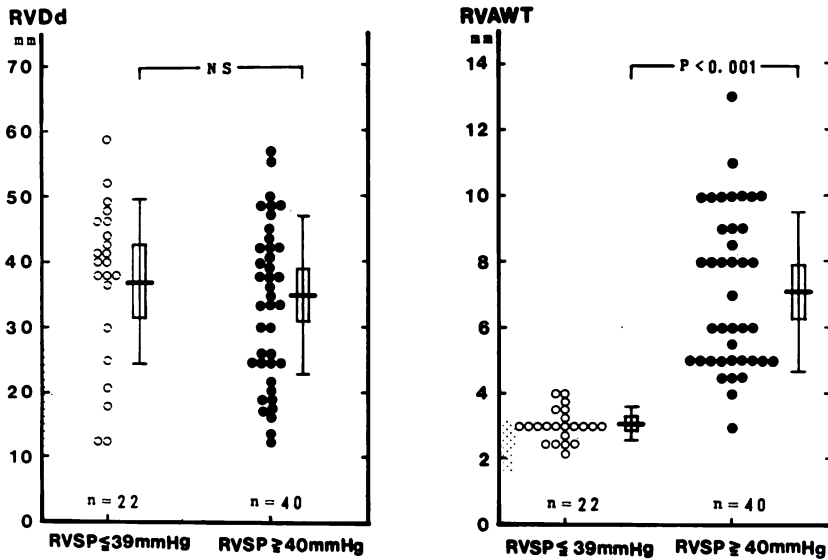 RVDd
mm
70
60
50
40
30
20
10
0
NS
n = 22
n = 40
RVSP ≦ 39mmHg
RVSP ≧ 40mmHg
RVAWT
mm
14
12
10
8
6
4
2
0
P < 0.001
n = 22
n = 40
RVSP ≦ 39mmHg
RVSP ≧ 40mmHg